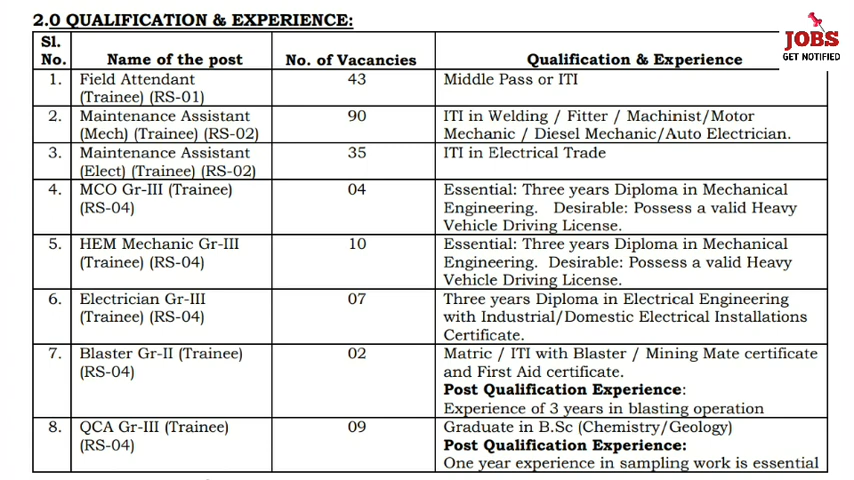 2.0 QUALIFICATION & EXPERIENCE:
JOBS
GET NOTIFIED
Sl. No. Name of the post No. of Vacancies Qualification & Experience
1. Field Attendant (Trainee) (RS-01) 43 Middle Pass or ITI
2. Maintenance Assistant (Mech) (Trainee) (RS-02) 90 ITI in Welding / Fitter / Machinist/Motor Mechanic / Diesel Mechanic/Auto Electrician.
3. Maintenance Assistant (Elect) (Trainee) (RS-02) 35 ITI in Electrical Trade
4. MCO Gr-III (Trainee) (RS-04) 04 Essential: Three years Diploma in Mechanical Engineering. Desirable: Possess a valid Heavy Vehicle Driving License.
5. HEM Mechanic Gr-III (Trainee) (RS-04) 10 Essential: Three years Diploma in Mechanical Engineering. Desirable: Possess a valid Heavy Vehicle Driving License.
6. Electrician Gr-III (Trainee) (RS-04) 07 Three years Diploma in Electrical Engineering with Industrial/Domestic Electrical Installations Certificate.
7. Blaster Gr-II (Trainee) (RS-04) 02 Matric / ITI with Blaster / Mining Mate certificate and First Aid certificate.
Post Qualification Experience:
Experience of 3 years in blasting operation
8. QCA Gr-III (Trainee) (RS-04) 09 Graduate in B.Sc (Chemistry/Geology)
Post Qualification Experience:
One year experience in sampling work is essential